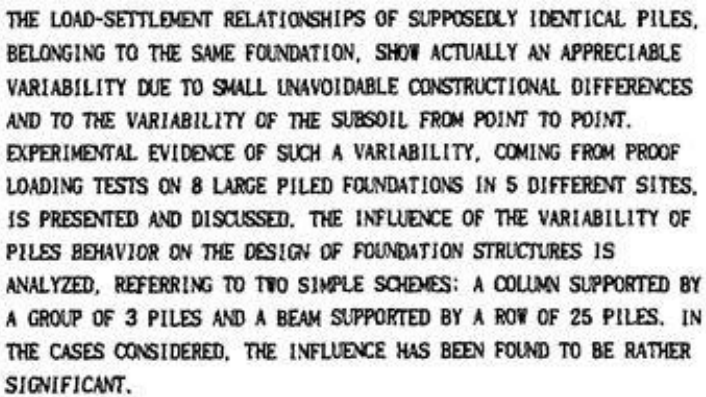 THE LOAD-SETTLEMENT RELATIONSHIPS OF SUPPOSEDLY IDENTICAL PILES,
BELONGING TO THE SAME FOUNDATION, SHOW ACTUALLY AN APPRECIABLE
VARIABILITY DUE TO SMALL UNAVOIDABLE CONSTRUCTIONAL DIFFERENCES
AND TO THE VARIABILITY OF THE SUBSOIL FROM POINT TO POINT.
EXPERIMENTAL EVIDENCE OF SUCH A VARIABILITY, COMING FROM PROOF
LOADING TESTS ON 8 LARGE PILED FOUNDATIONS IN 5 DIFFERENT SITES,
IS PRESENTED AND DISCUSSED. THE INFLUENCE OF THE VARIABILITY OF
PILES BEHAVIOR ON THE DESIGN OF FOUNDATION STRUCTURES IS
ANALYZED, REFERRING TO TWO SIMPLE SCHEMES: A COLUMN SUPPORTED BY
A GROUP OF 3 PILES AND A BEAM SUPPORTED BY A ROW OF 25 PILES. IN
THE CASES CONSIDERED, THE INFLUENCE HAS BEEN FOUND TO BE RATHER
SIGNIFICANT.